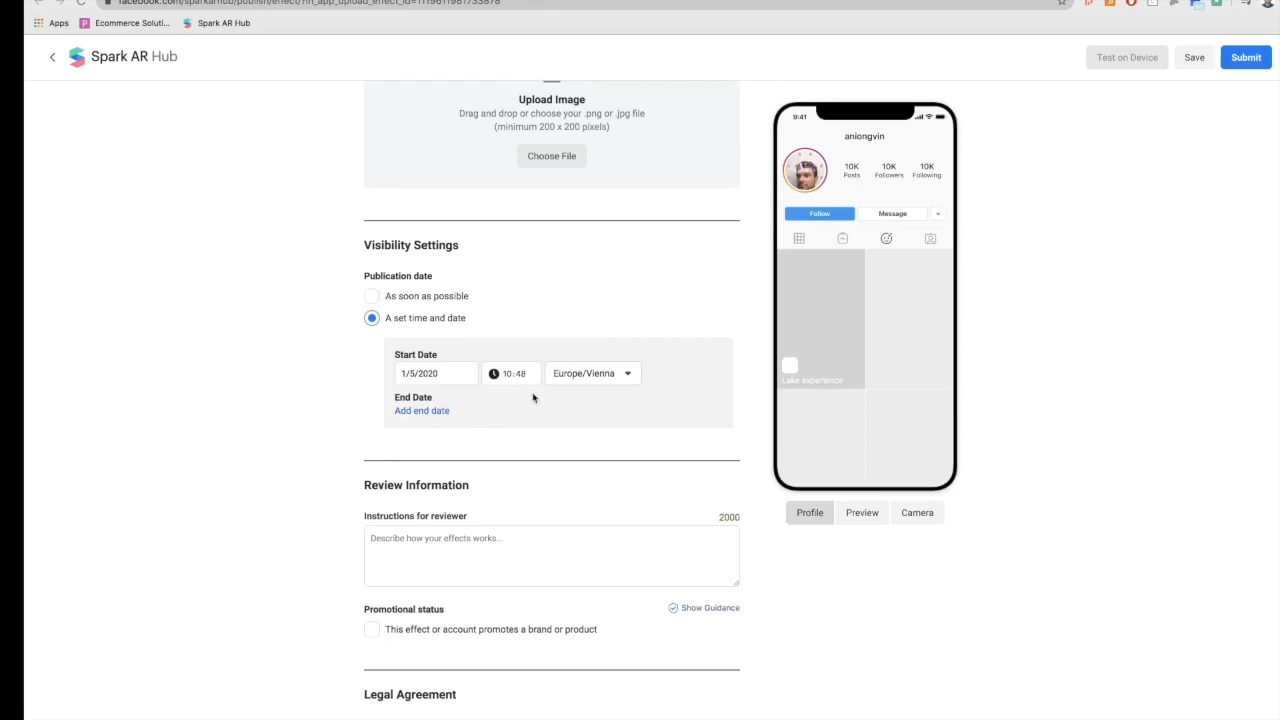 Apps
Ecommerce Soluti...
Spark AR Hub
Spark AR Hub
Test on Device
Save
Submit
Upload Image
Drag and drop or choose your .png or .jpg file
(minimum 200 x 200 pixels)
Choose File
Visibility Settings
Publication date
As soon as possible
A set time and date
Start Date
1/5/2020
10:48
Europe/Vienna
End Date
Add end date
Review Information
Instructions for reviewer
2000
Describe how your effects works...
Promotional status
Show Guidance
This effect or account promotes a brand or product
Legal Agreement
9:41
aniongvin
10K
10K
10K
Posts
Followers
Following
Follow
Message
Lake experience
Profile
Preview
Camera